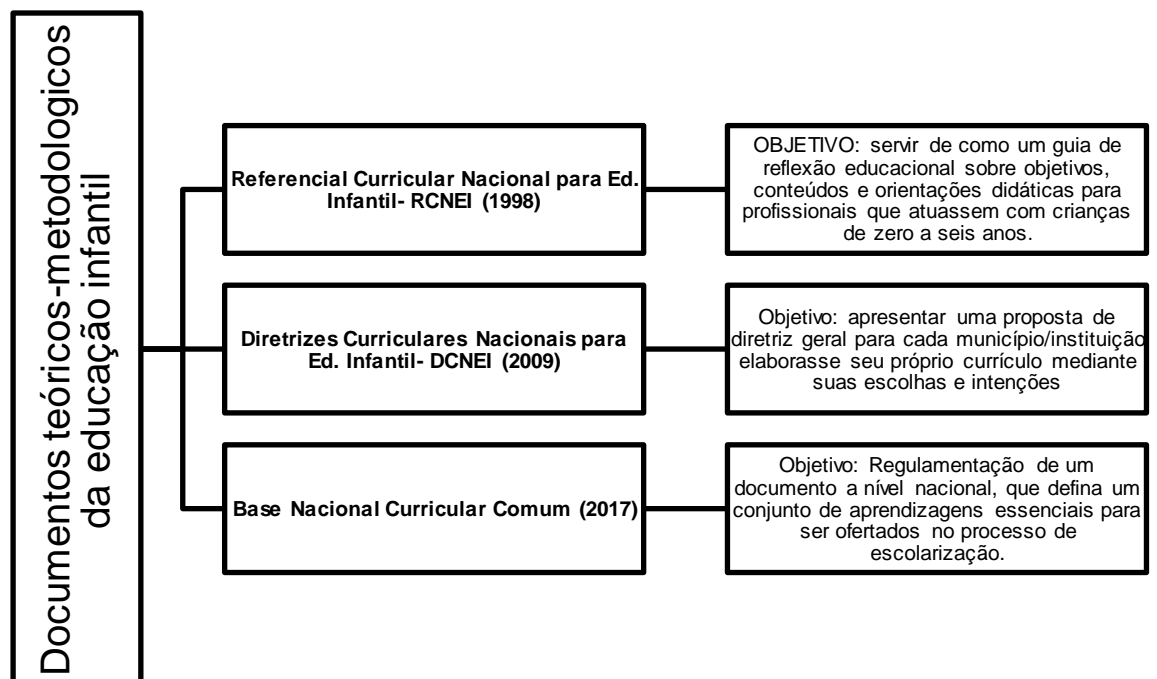 Documentos teóricos-metodologicos
da educação infantil
Referencial Curricular Nacional para Ed.
Infantil- RCNEI (1998)
OBJETIVO: servir de como um guia de
reflexão educacional sobre objetivos,
conteúdos e orientações didáticas para
profissionais que atuassem com crianças
de zero a seis anos.
Diretrizes Curriculares Nacionais para
Ed. Infantil- DCNEI (2009)
Objetivo: apresentar uma proposta de
diretriz geral para cada município/instituição
elaborasse seu próprio currículo mediante
suas escolhas e intenções
Base Nacional Curricular Comum (2017)
Objetivo: Regulamentação de um
documento a nível nacional, que defina um
conjunto de aprendizagens essenciais para
ser ofertados no processo de
escolarização.